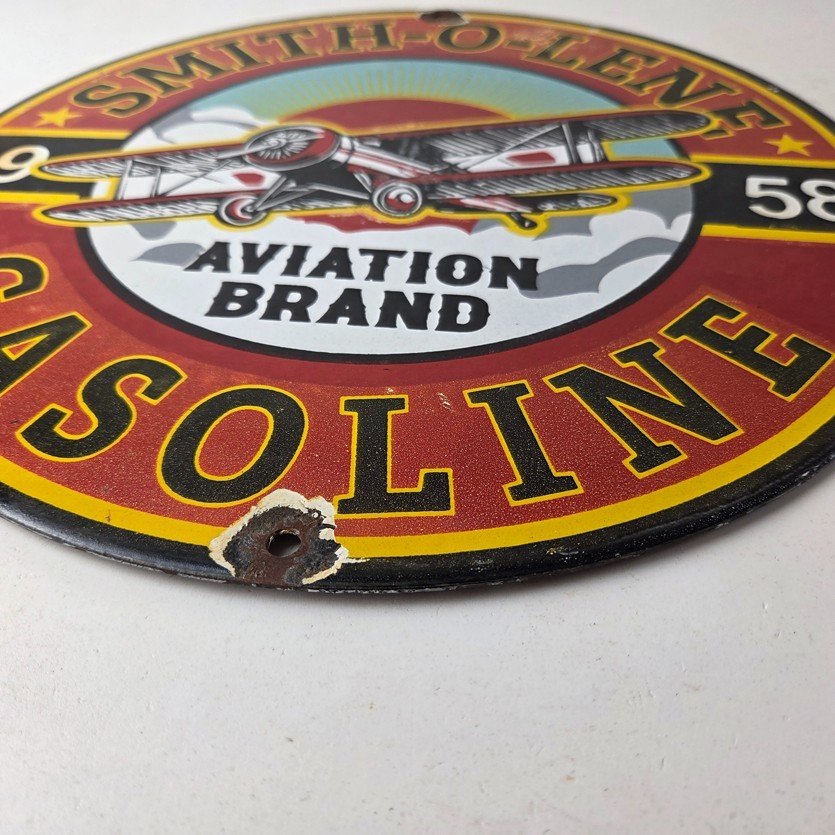 SMITH-O-LENE
9 58
AVIATION
BRAND
GASOLINE